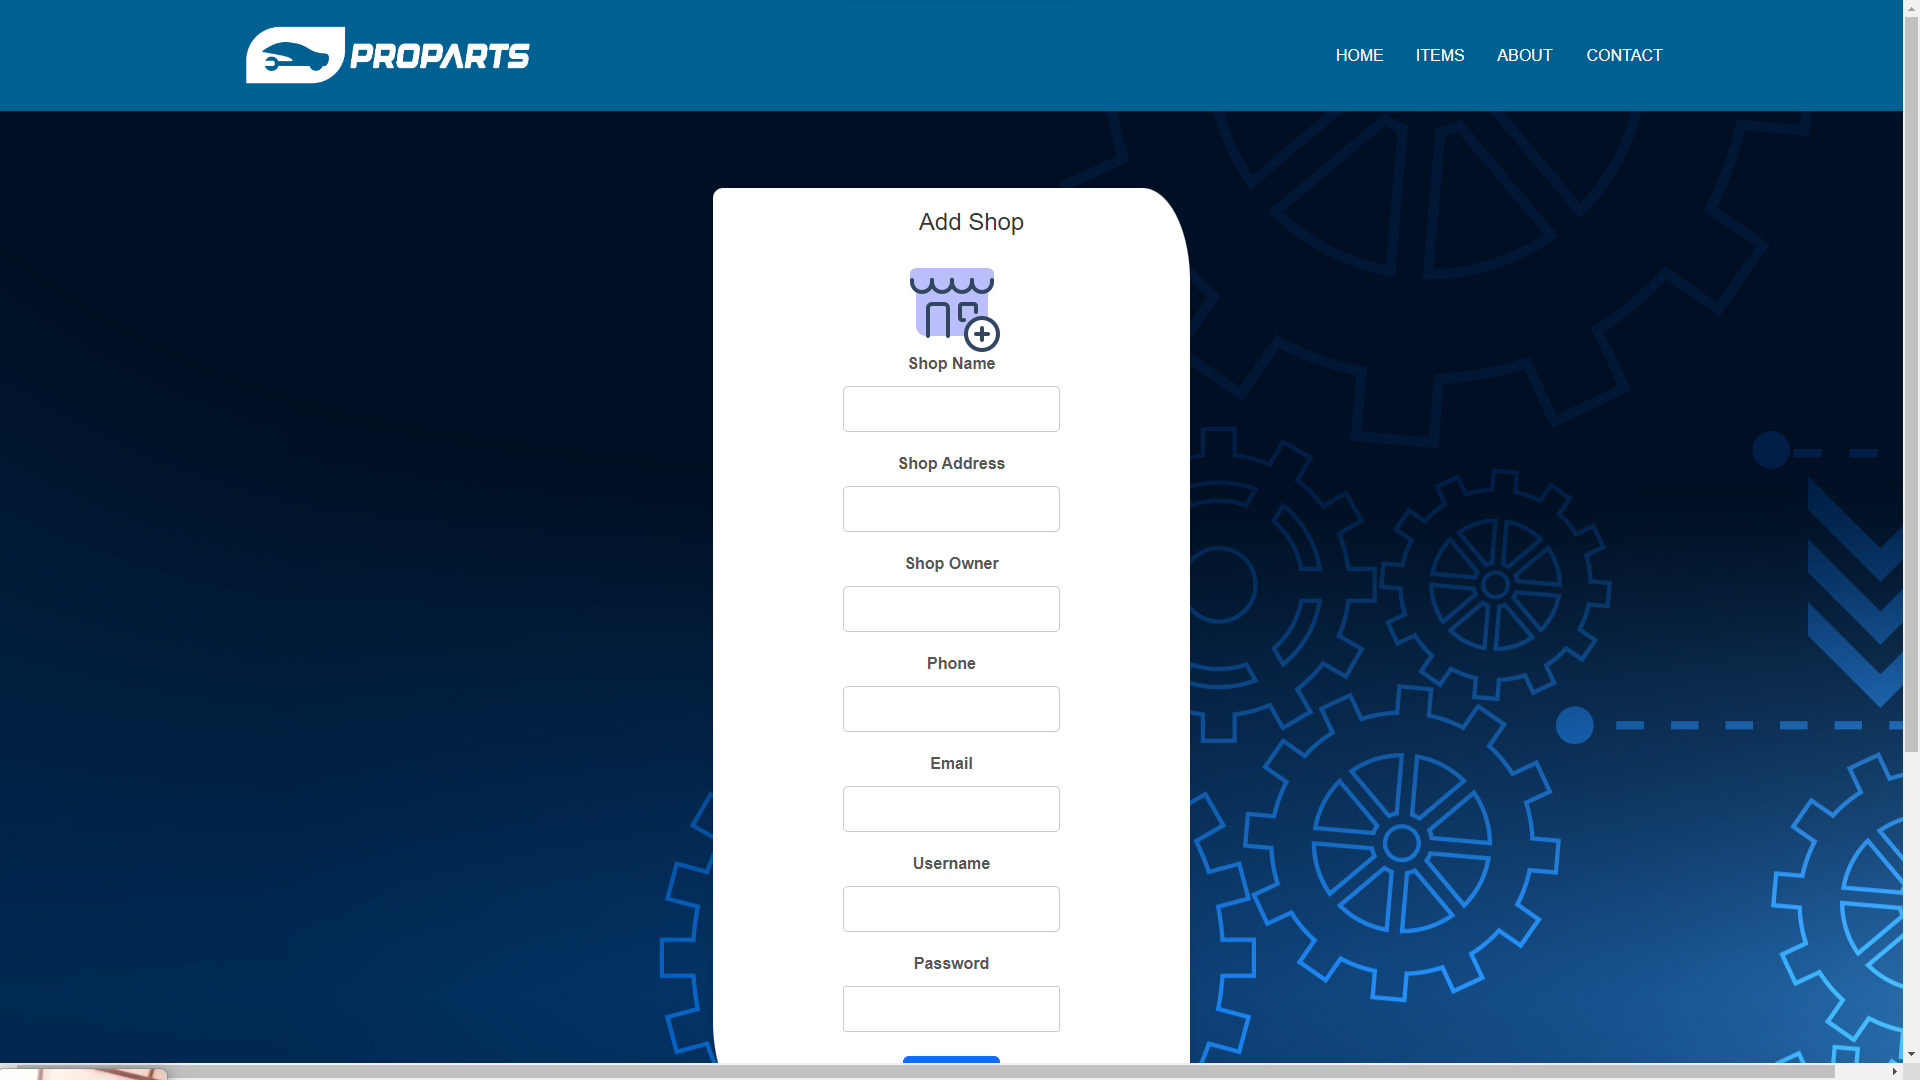 PROPARTS
HOME ITEMS ABOUT CONTACT
Add Shop
Shop Name
Shop Address
Shop Owner
Phone
Email
Username
Password